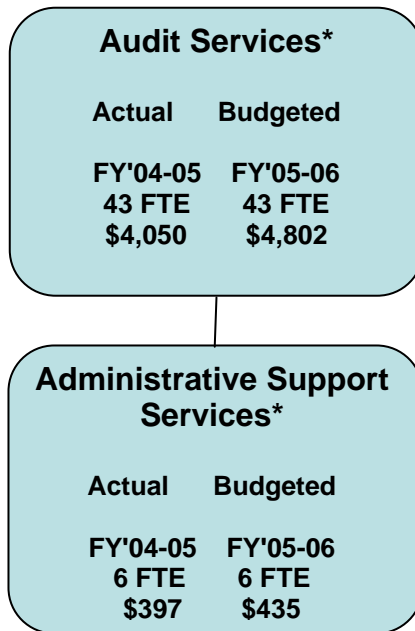 Audit Services*
Actual Budgeted
FY'04-05 FY'05-06
43 FTE 43 FTE
$4,050 $4,802
Administrative Support
Services*
Actual Budgeted
FY'04-05 FY'05-06
6 FTE 6 FTE
$397 $435